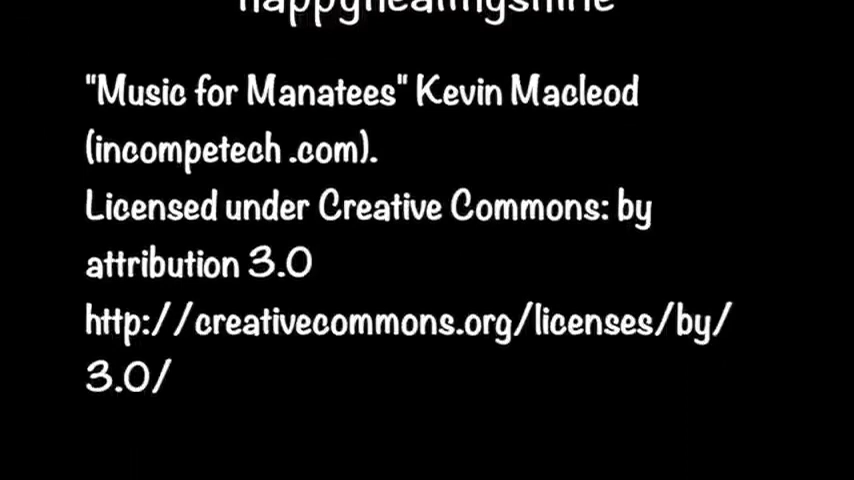 happyhealthyshine
"Music for Manatees" Kevin Macleod
(incompetech .com).
Licensed under Creative Commons: by
attribution 3.0
http://creativecommons.org/licenses/by/
3.0/